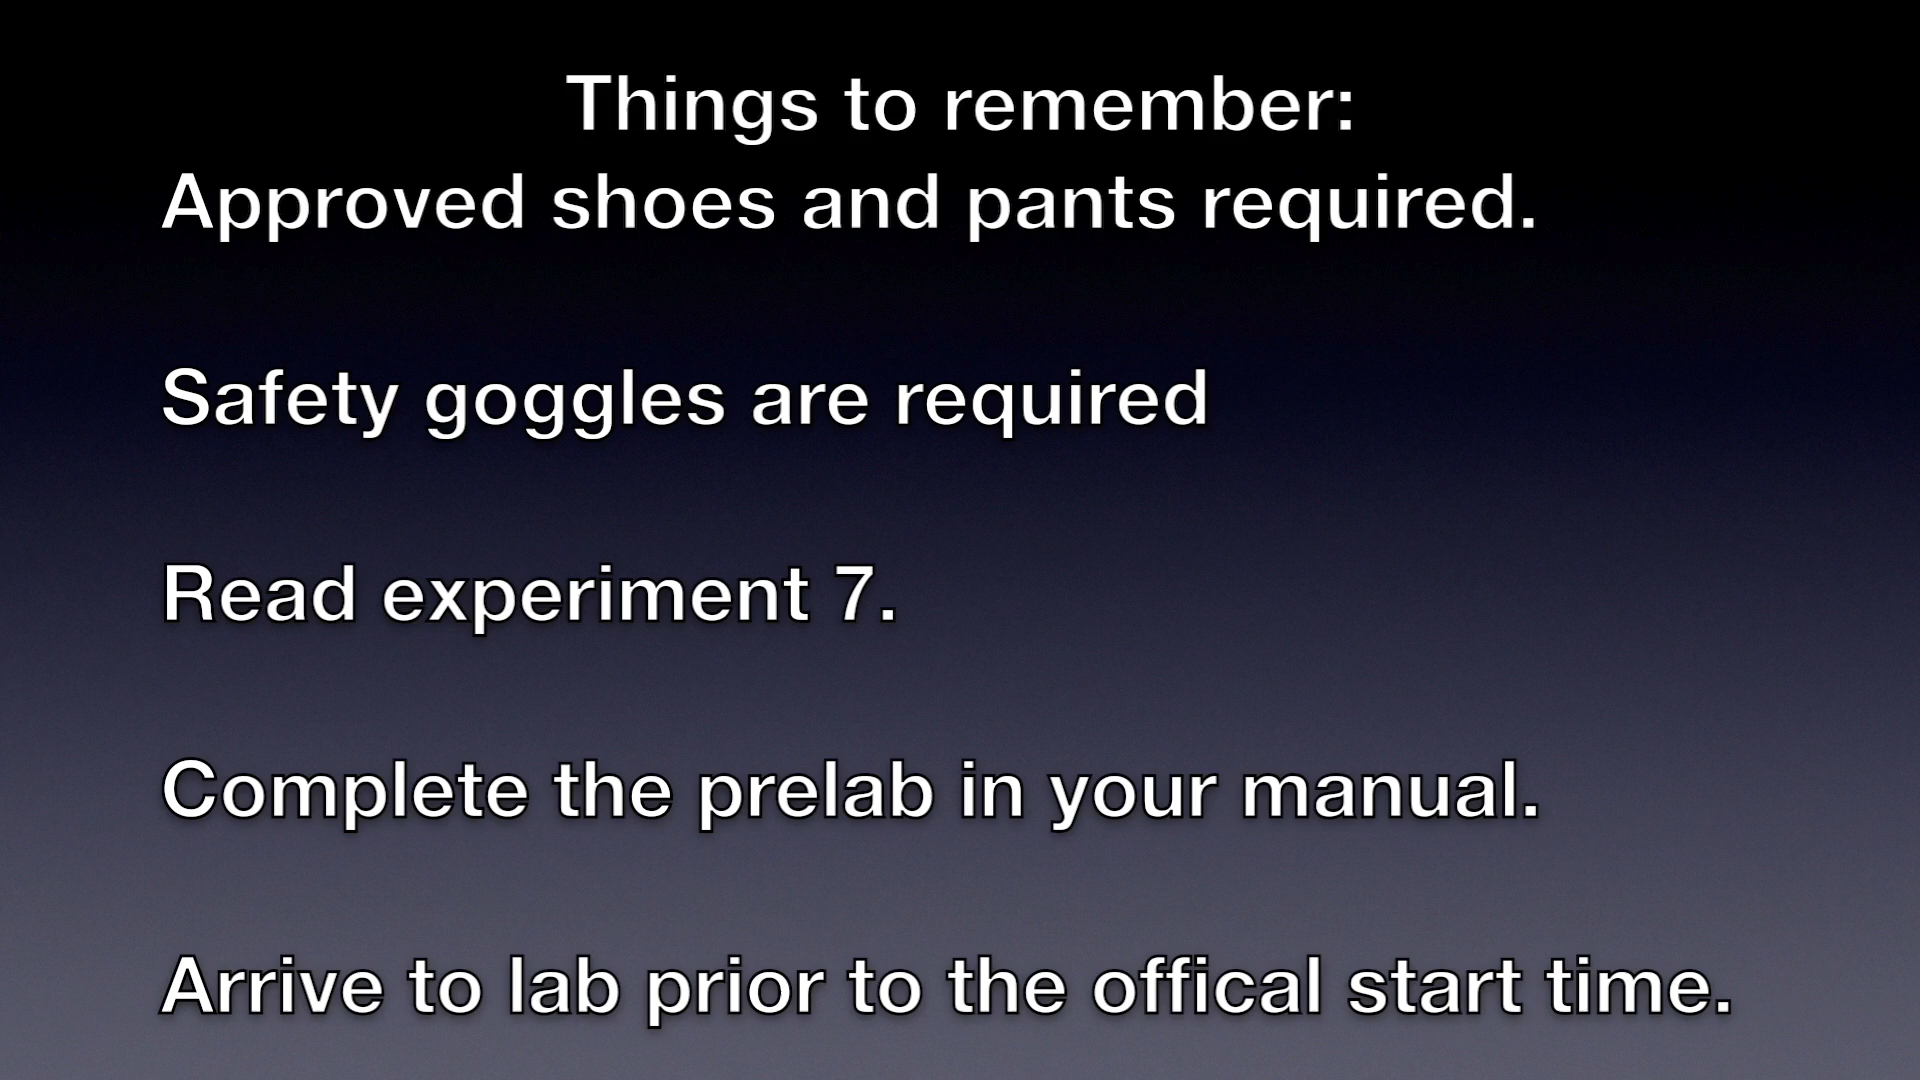 Things to remember:
Approved shoes and pants required.
Safety goggles are required
Read experiment 7.
Complete the prelab in your manual.
Arrive to lab prior to the offical start time.